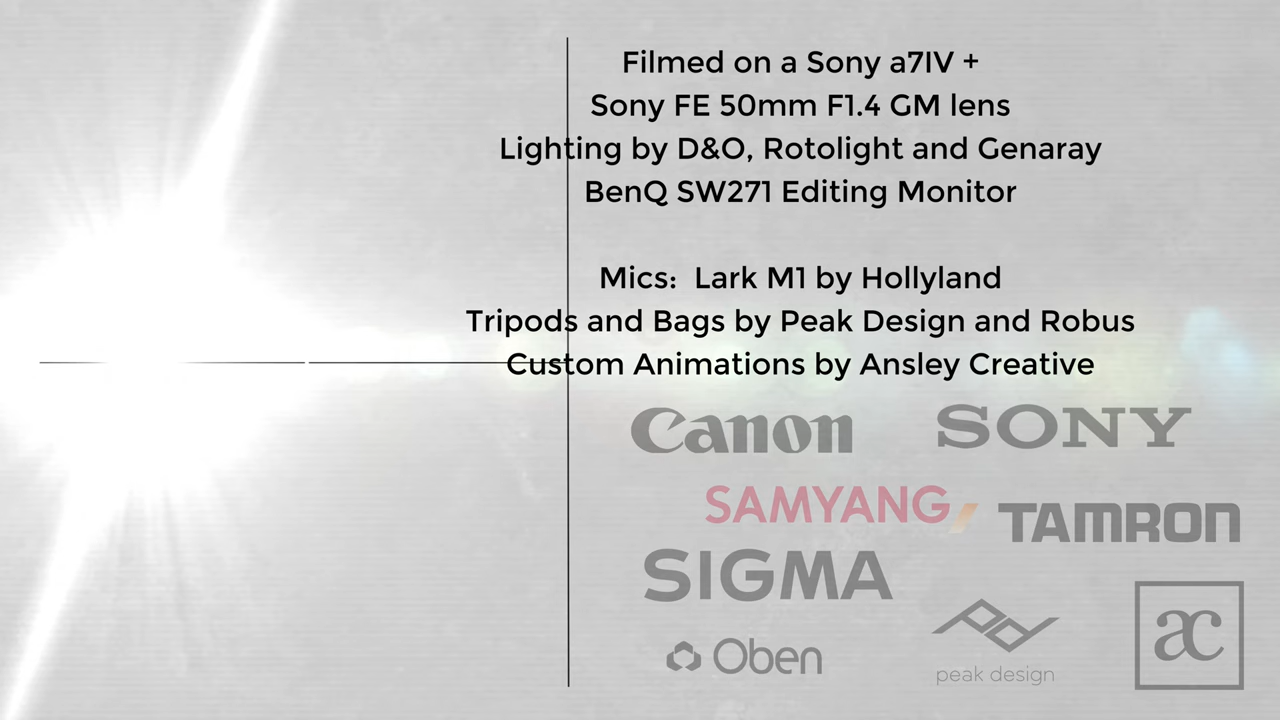 Filmed on a Sony a7IV +
Sony FE 50mm F1.4 GM lens
Lighting by D&O, Rotolight and Genaray
BenQ SW271 Editing Monitor
Mics:  Lark M1 by Hollyland
Tripods and Bags by Peak Design and Robus
Custom Animations by Ansley Creative
Canon
SONY
SAMYANG
TAMRON
SIGMA
Oben
peak design
ac